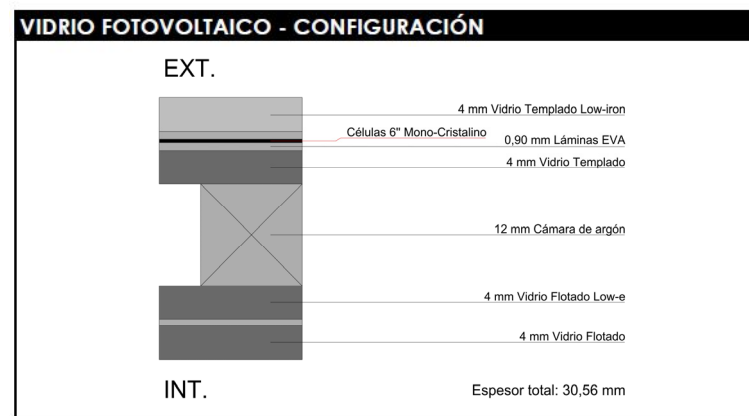 VIDRIO FOTOVOLTAICO - CONFIGURACIÓN
EXT.
4 mm Vidrio Templado Low-iron
Células 6" Mono-Cristalino
0,90 mm Láminas EVA
4 mm Vidrio Templado
12 mm Cámara de argón
4 mm Vidrio Flotado Low-e
4 mm Vidrio Flotado
INT.
Espesor total: 30,56 mm